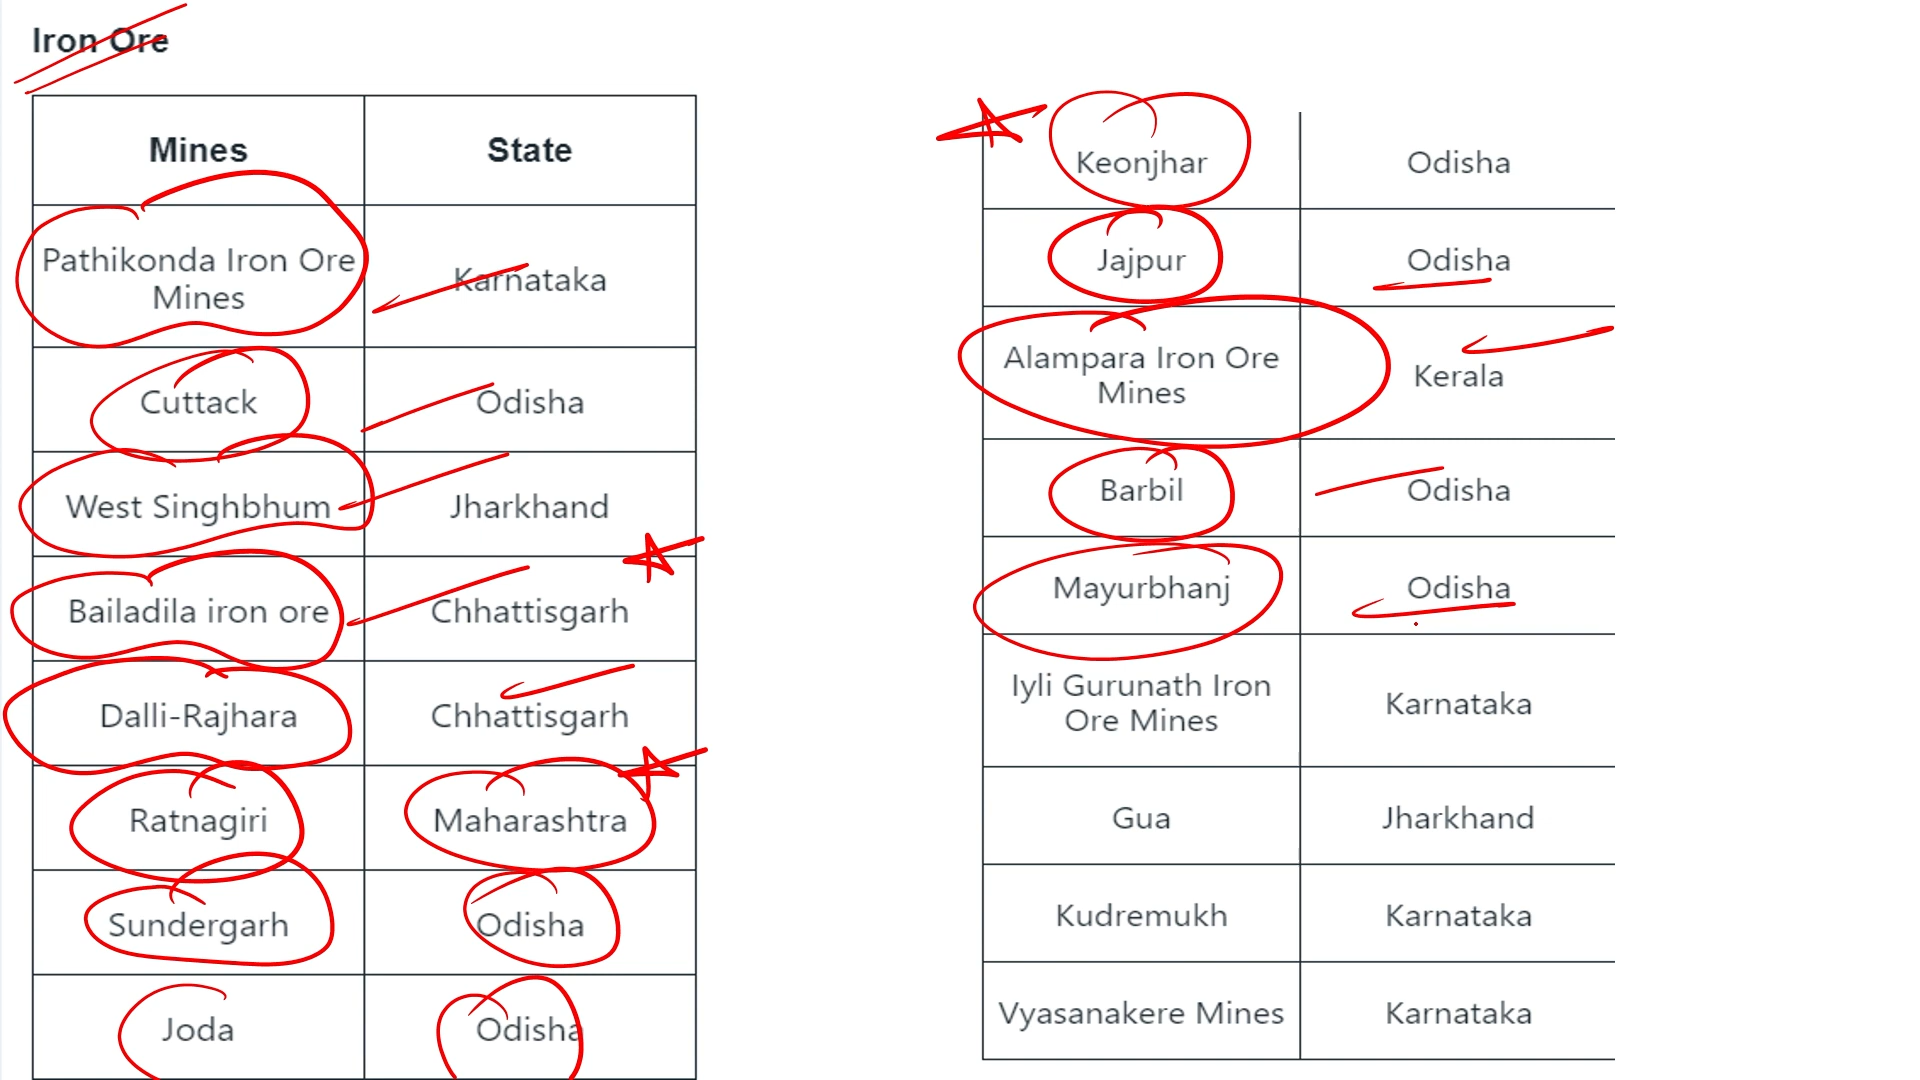 Iron Ore
Mines State
Pathikonda Iron Ore
Mines
Karnataka
Cuttack Odisha
West Singhbhum Jharkhand
Bailadila iron ore Chhattisgarh
Dalli-Rajhara Chhattisgarh
Ratnagiri Maharashtra
Sundergarh Odisha
Joda Odisha
Keonjhar Odisha
Jajpur Odisha
Alampara Iron Ore
Mines
Kerala
Barbil Odisha
Mayurbhanj Odisha
Iyli Gurunath Iron
Ore Mines
Karnataka
Gua Jharkhand
Kudremukh Karnataka
Vyasanakere Mines Karnataka